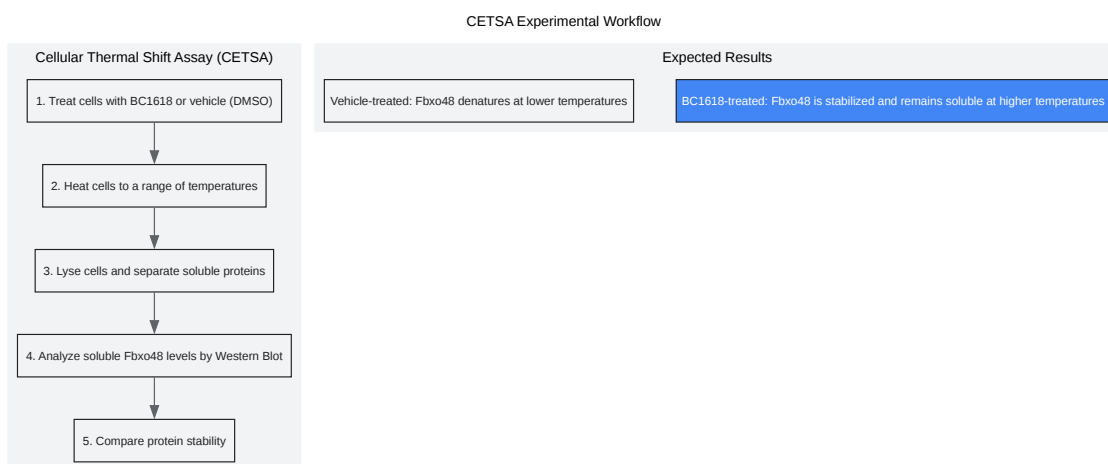 CETSA Experimental Workflow
Cellular Thermal Shift Assay (CETSA)
1. Treat cells with BC1618 or vehicle (DMSO)
2. Heat cells to a range of temperatures
3. Lyse cells and separate soluble proteins
4. Analyze soluble Fbxo48 levels by Western Blot
5. Compare protein stability
Expected Results
Vehicle-treated: Fbxo48 denatures at lower temperatures
BC1618-treated: Fbxo48 is stabilized and remains soluble at higher temperatures